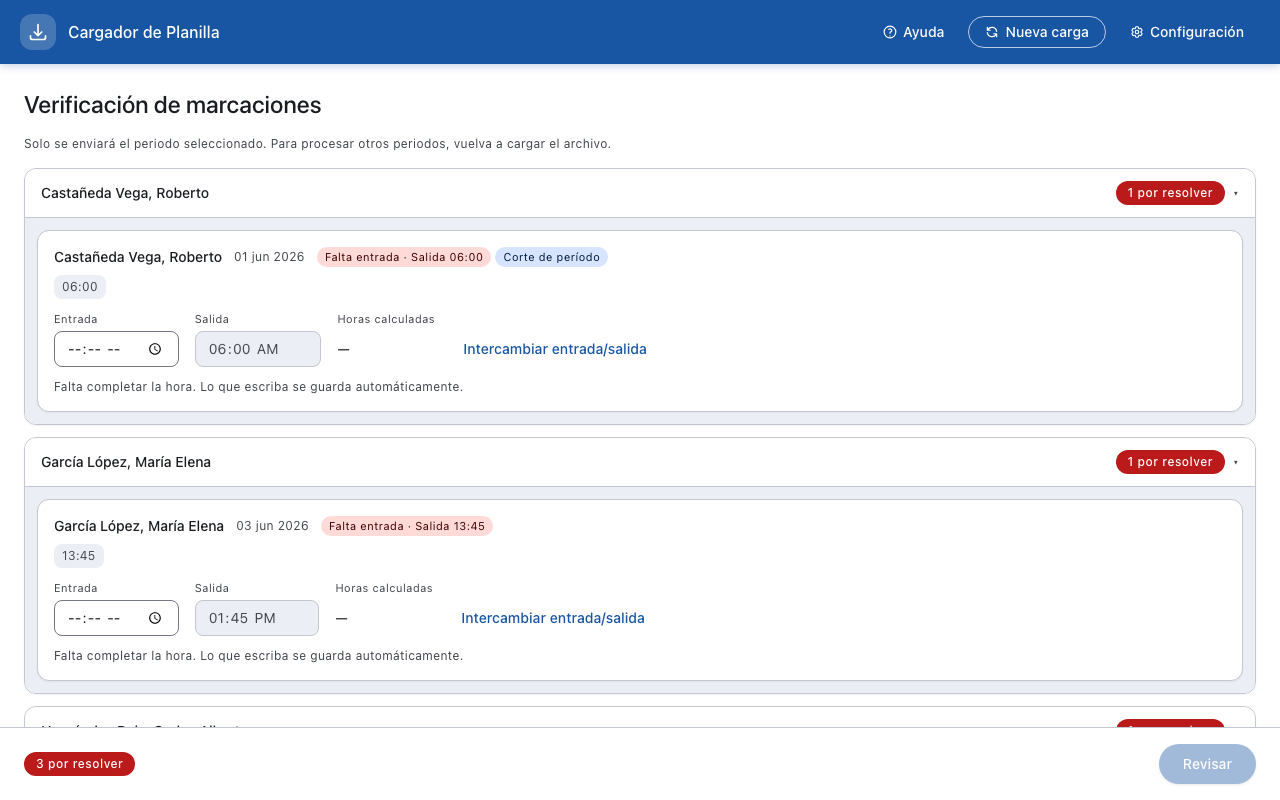 Cargador de Planilla
Ayuda
Nueva carga
Configuración
Verificación de marcaciones
Solo se enviará el periodo seleccionado. Para procesar otros periodos, vuelva a cargar el archivo.
Castañeda Vega, Roberto
1 por resolver
Castañeda Vega, Roberto 01 jun 2026 Falta entrada · Salida 06:00 Corte de período
06:00
Entrada Salida Horas calculadas
--:-- -- 06:00 AM — Intercambiar entrada/salida
Falta completar la hora. Lo que escriba se guarda automáticamente.
García López, María Elena
1 por resolver
García López, María Elena 03 jun 2026 Falta entrada · Salida 13:45
13:45
Entrada Salida Horas calculadas
--:-- -- 01:45 PM — Intercambiar entrada/salida
Falta completar la hora. Lo que escriba se guarda automáticamente.
3 por resolver
Revisar